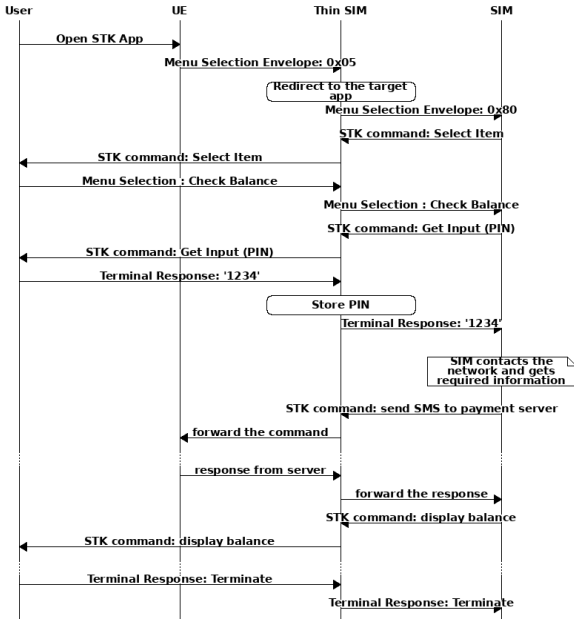 User UE Thin SIM SIM
Open STK App
Menu Selection Envelope: 0x05
Redirect to the target
app
Menu Selection Envelope: 0x80
STK command: Select Item
STK command: Select Item
Menu Selection : Check Balance
Menu Selection : Check Balance
STK command: Get Input (PIN)
STK command: Get Input (PIN)
Terminal Response: '1234'
Store PIN
Terminal Response: '1234'
SIM contacts the
network and gets
required information
STK command: send SMS to payment server
forward the command
response from server
forward the response
STK command: display balance
STK command: display balance
Terminal Response: Terminate
Terminal Response: Terminate